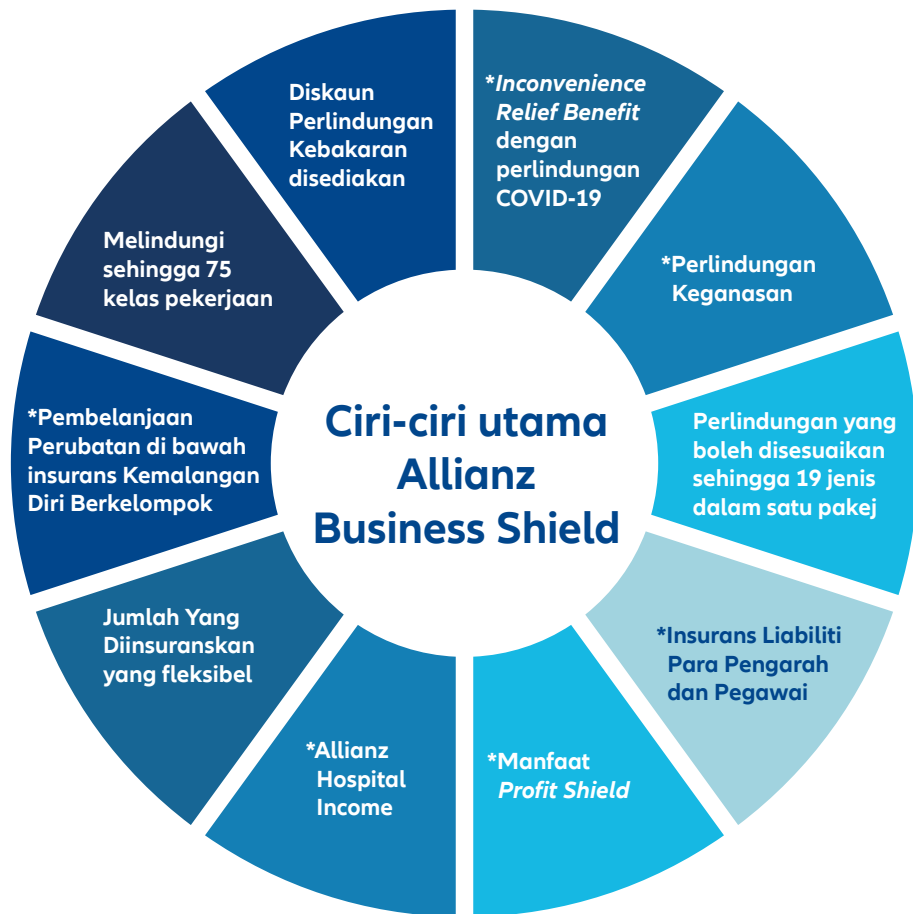 Ciri-ciri utama
Allianz
Business Shield
*Inconvenience
Relief Benefit
dengan
perlindungan
COVID-19
*Perlindungan
Keganasan
Perlindungan yang
boleh disesuaikan
sehingga 19 jenis
dalam satu pakej
*Insurans Liabiliti
Para Pengarah
dan Pegawai
*Manfaat
Profit Shield
*Allianz
Hospital
Income
Jumlah Yang
Diinsuranskan
yang fleksibel
*Pembelanjaan
Perubatan di bawah
insurans Kemalangan
Diri Berkelompok
Melindungi
sehingga 75
kelas pekerjaan
Diskaun
Perlindungan
Kebakaran
disediakan